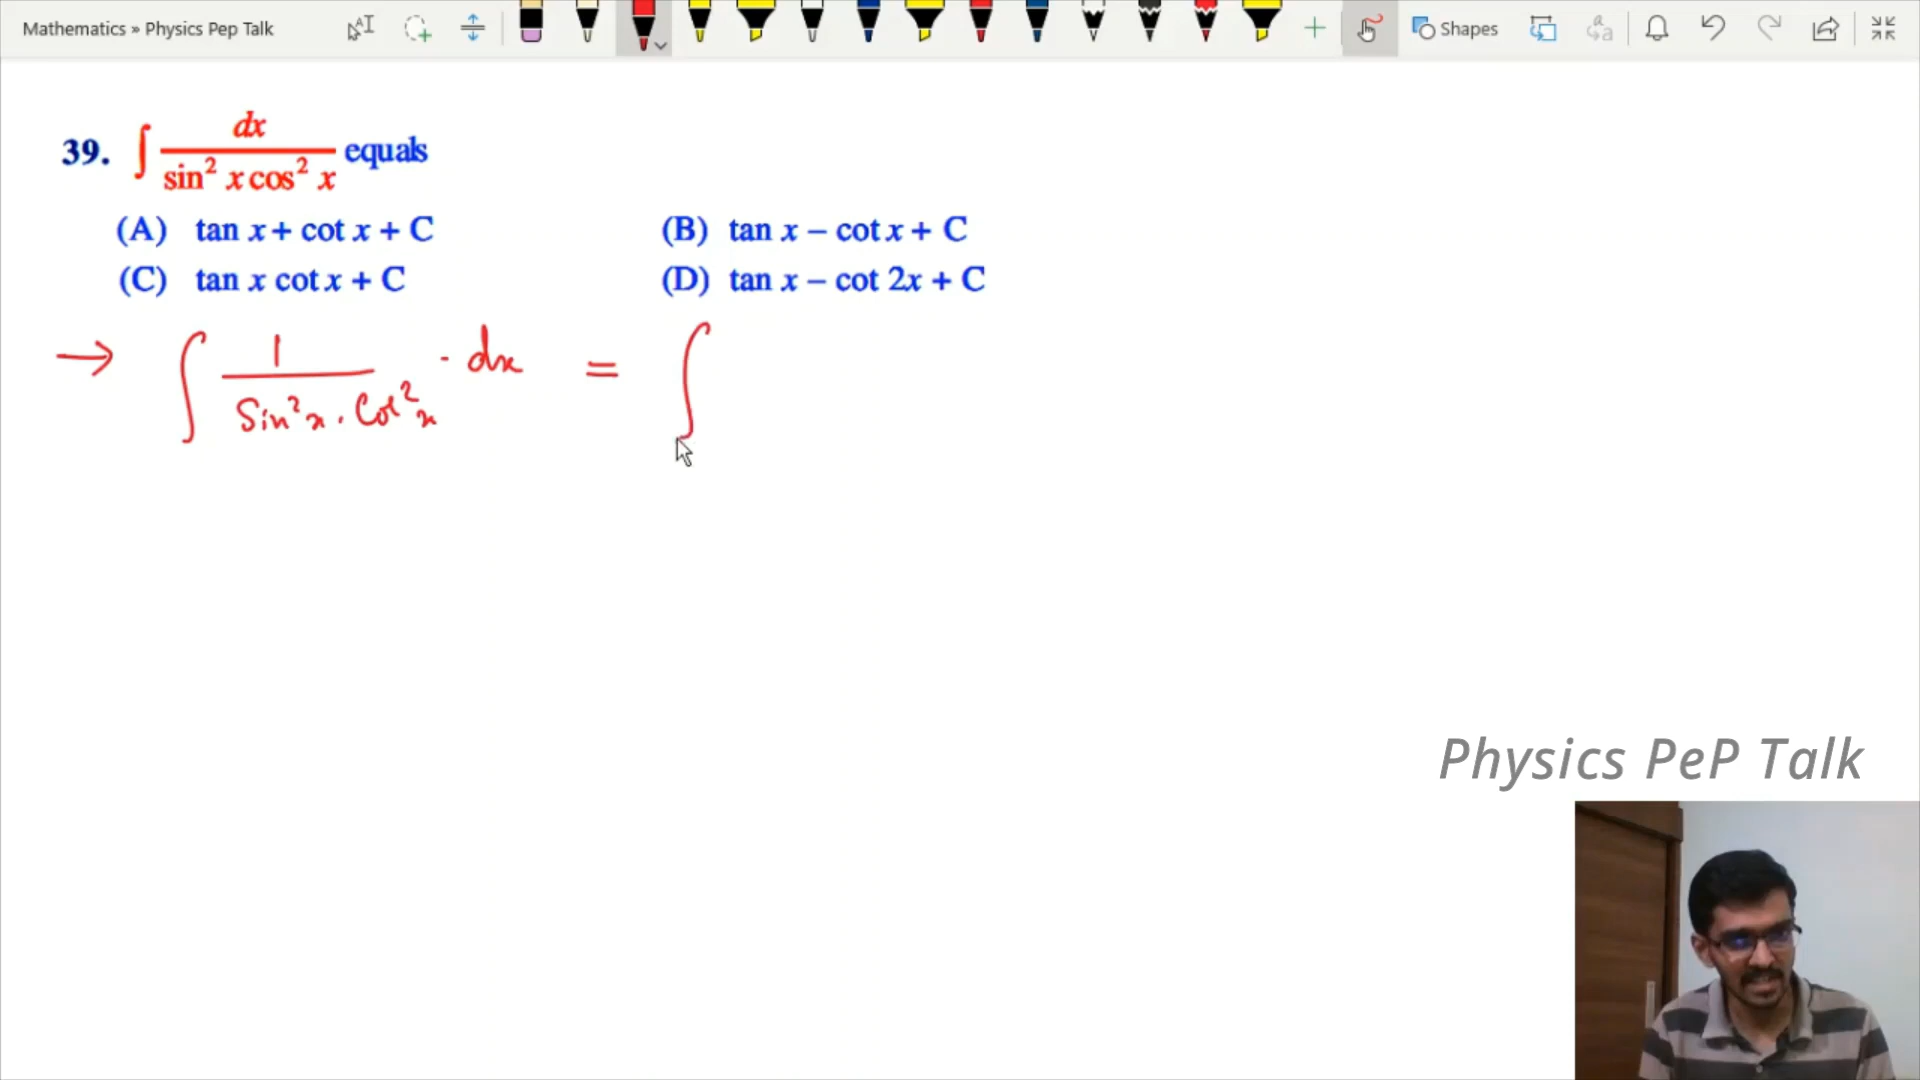 Mathematics » Physics Pep Talk
Shapes
39. ∫ dx / sin² x cos² x equals
(A) tan x + cot x + C
(B) tan x – cot x + C
(C) tan x cot x + C
(D) tan x – cot 2x + C
→ ∫ 1 / Sin²x . Cos²x . dx = ∫
Physics PeP Talk